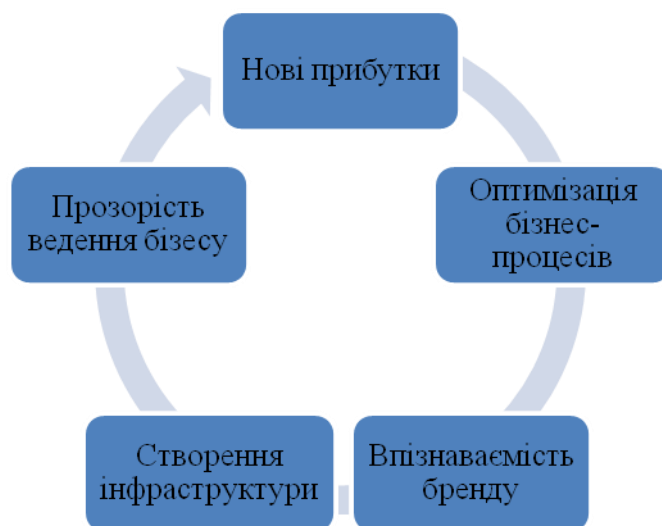 Нові прибутки
Оптимізація
бізнес-
процесів
Впізнаваємість
бренду
Створення
інфраструктури
Прозорість
ведення бізесу